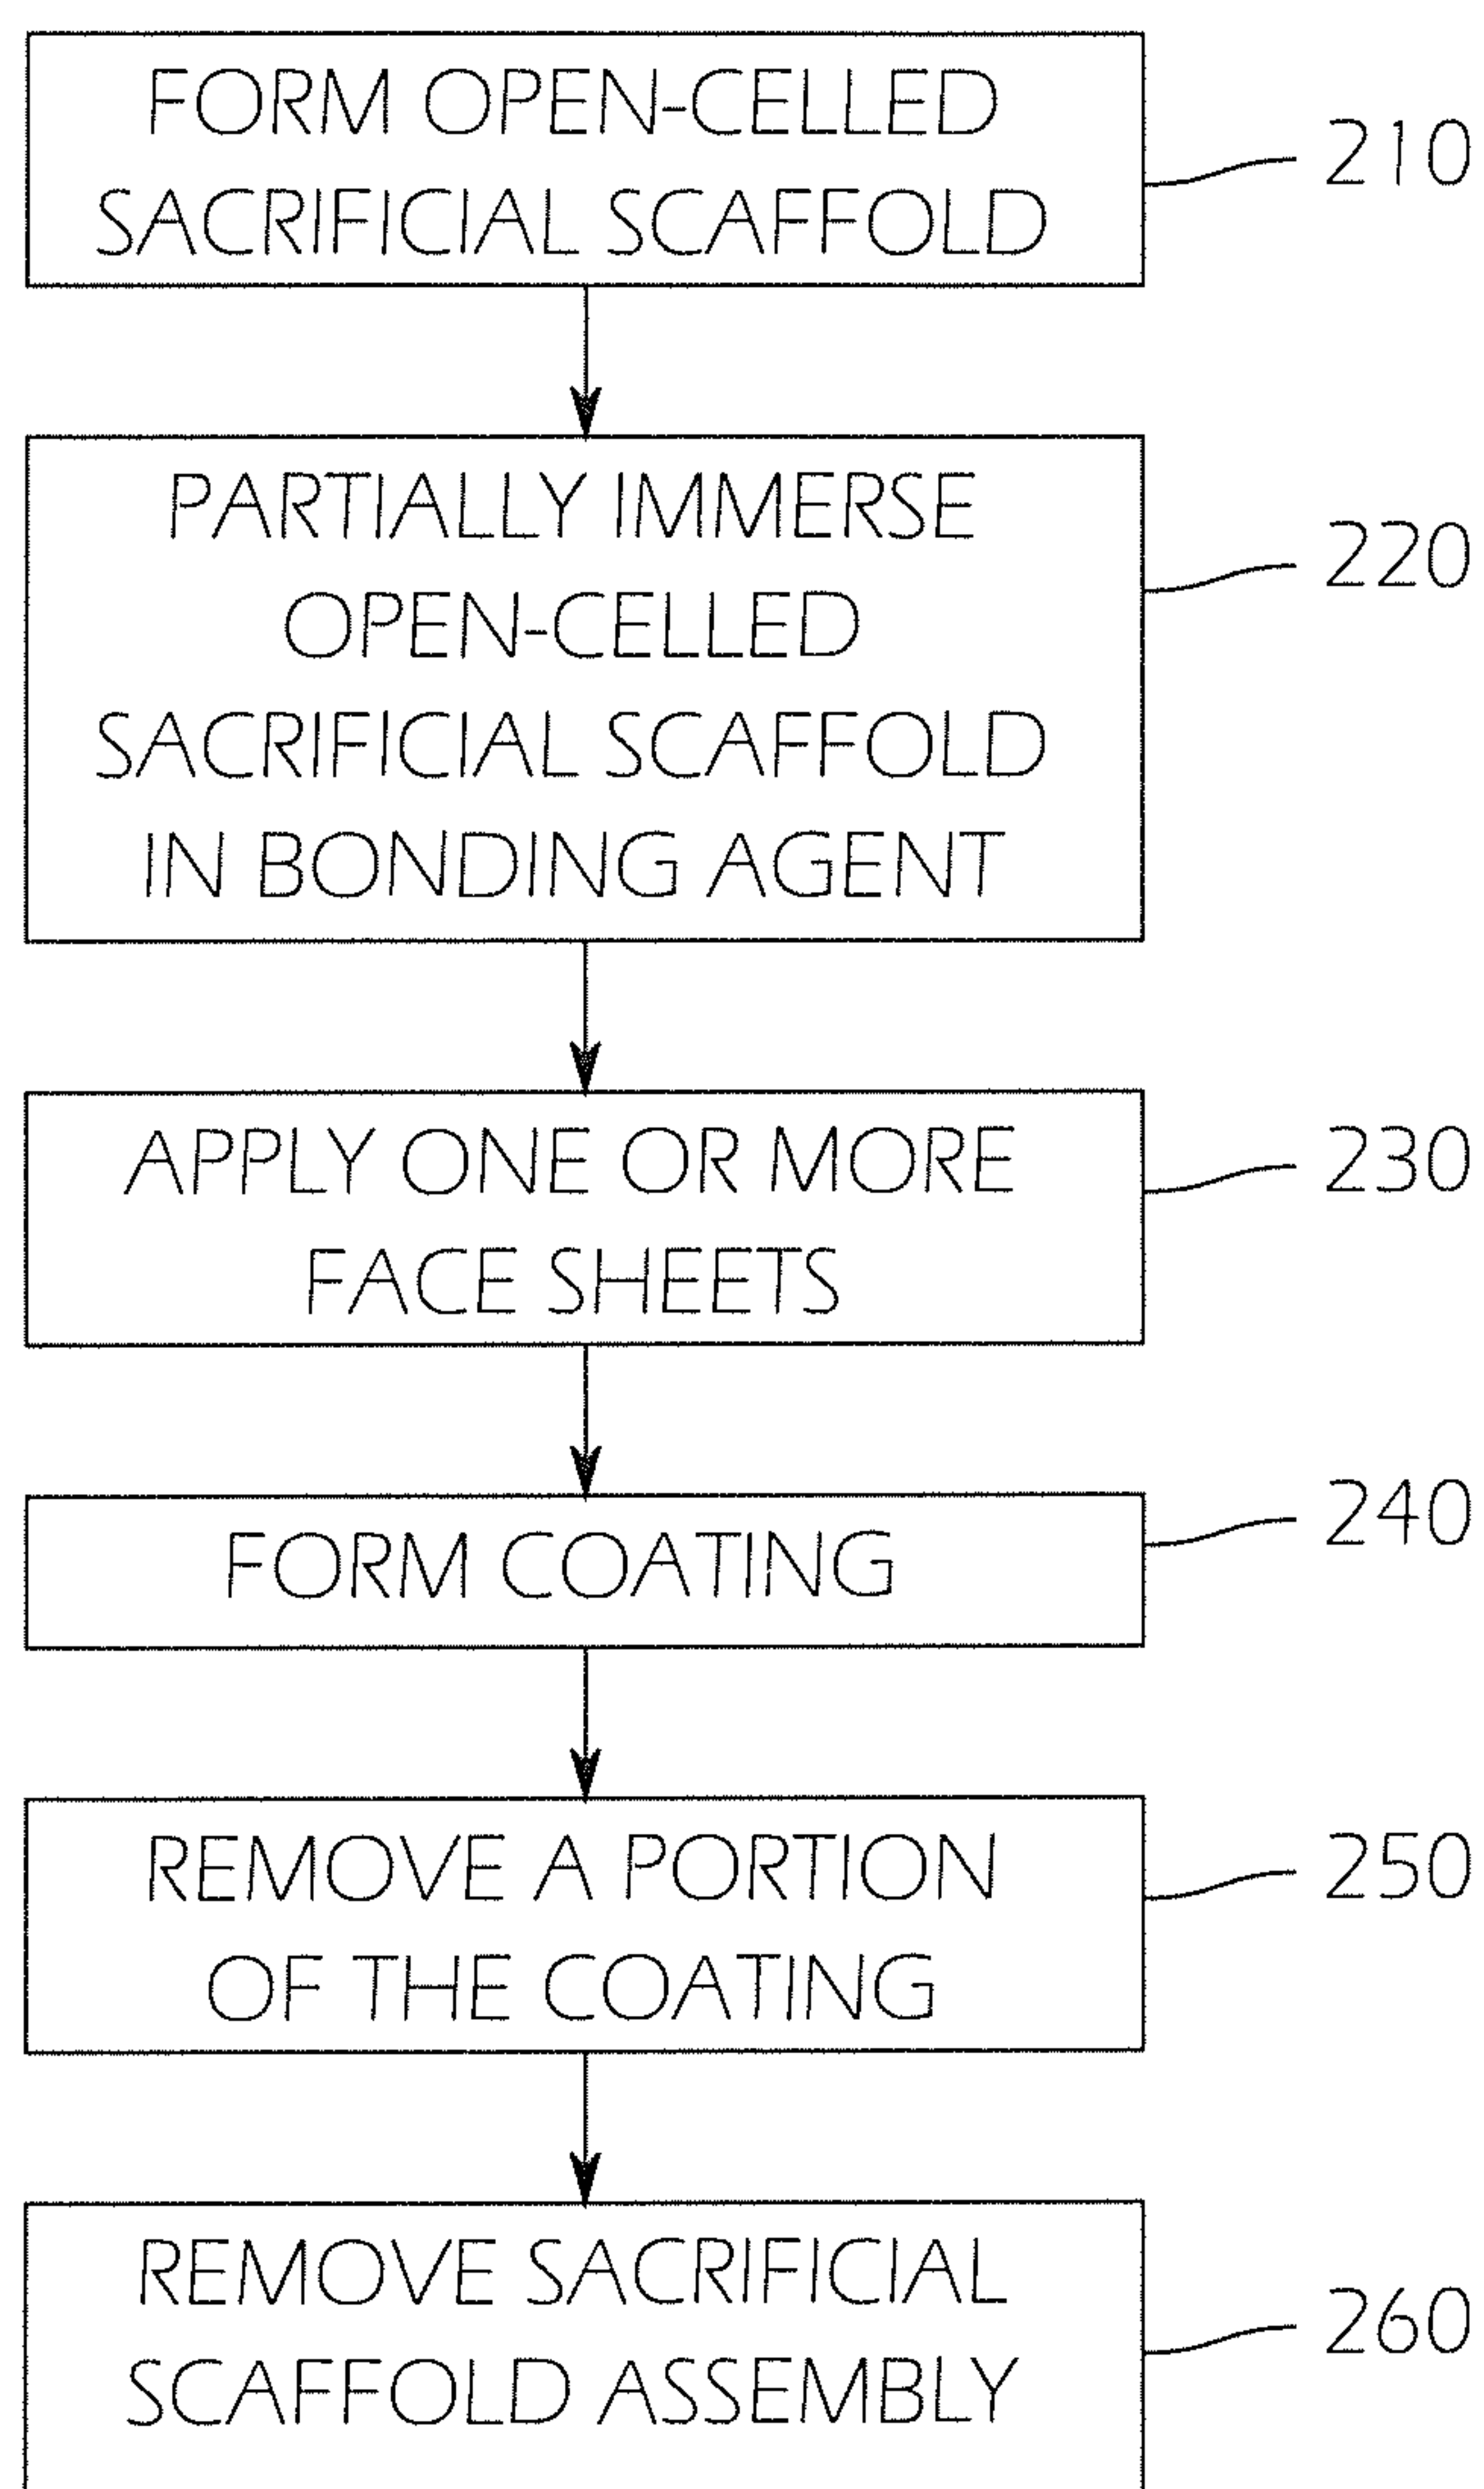 FORM OPEN-CELLED
SACRIFICIAL SCAFFOLD
210
PARTIALLY IMMERSE
OPEN-CELLED
SACRIFICIAL SCAFFOLD
IN BONDING AGENT
220
APPLY ONE OR MORE
FACE SHEETS
230
FORM COATING
240
REMOVE A PORTION
OF THE COATING
250
REMOVE SACRIFICIAL
SCAFFOLD ASSEMBLY
260